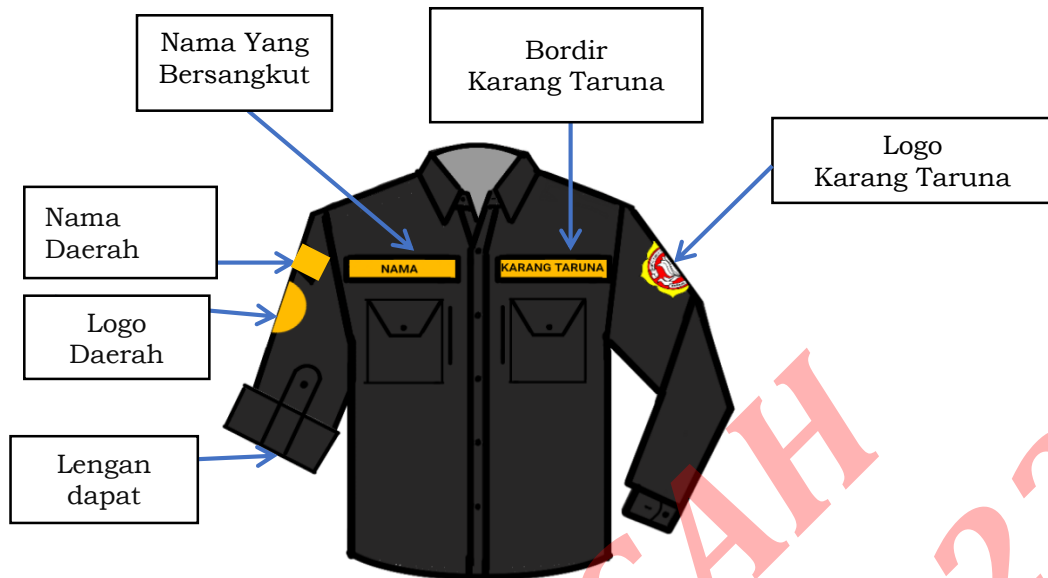 Nama Yang
Bersangkut
Bordir
Karang Taruna
Logo
Karang Taruna
Nama
Daerah
NAMA
KARANG TARUNA
Logo
Daerah
Lengan
dapat